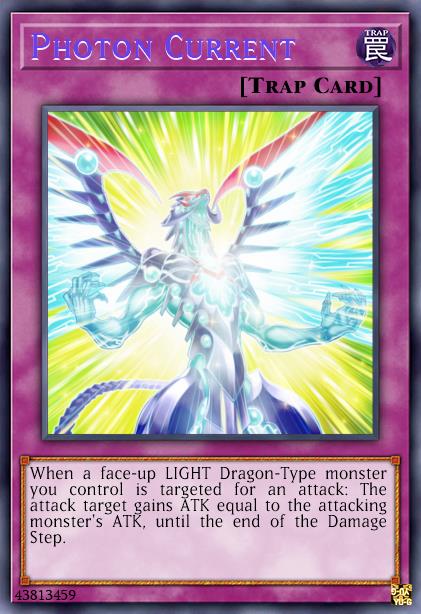 Photon Current
TRAP
罠
[Trap Card]
When a face-up LIGHT Dragon-Type monster
you control is targeted for an attack: The
attack target gains ATK equal to the attacking
monster's ATK, until the end of the Damage
Step.
43813459